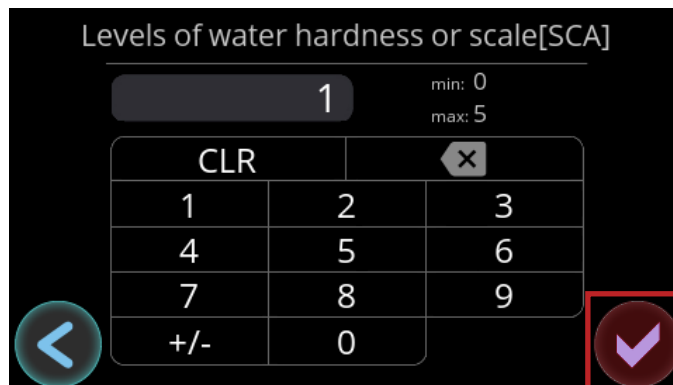 Levels of water hardness or scale[SCA]
1
min: 0
max: 5
CLR
1 2 3
4 5 6
7 8 9
+/- 0